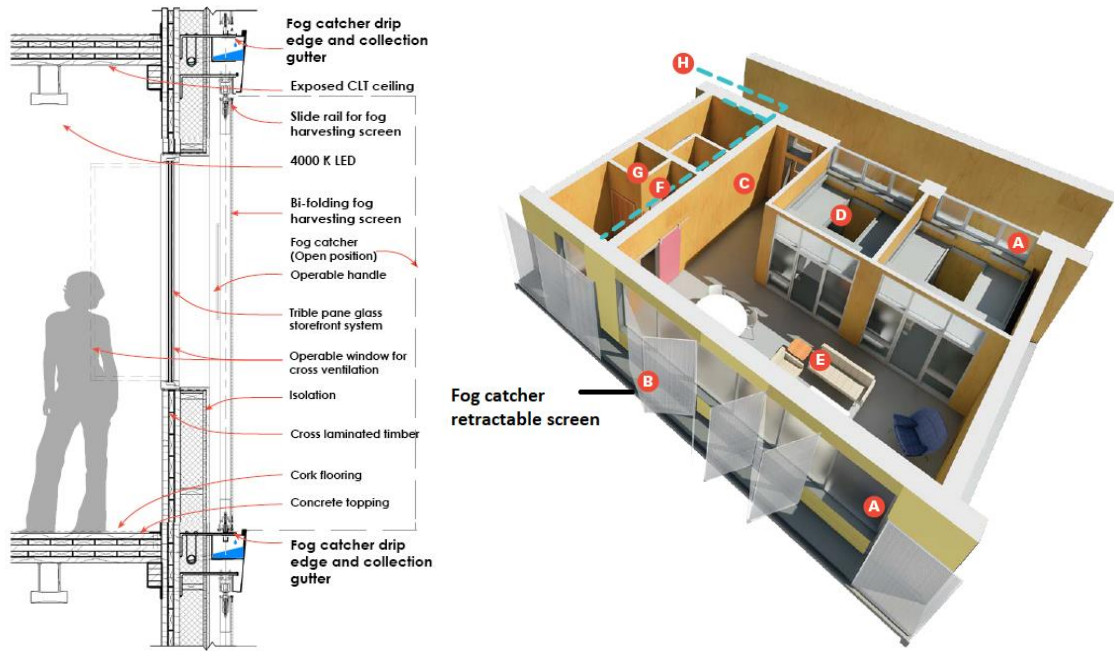 Fog catcher drip
edge and collection
gutter
Exposed CLT ceiling
Slide rail for fog
harvesting screen
4000 K LED
Bi-folding fog
harvesting screen
Fog catcher
(Open position)
Operable handle
Trible pane glass
storefront system
Operable window for
cross ventilation
Isolation
Cross laminated timber
Cork flooring
Concrete topping
Fog catcher drip
edge and collection
gutter
H
G
F
C
D
A
E
B
Fog catcher
retractable screen
A